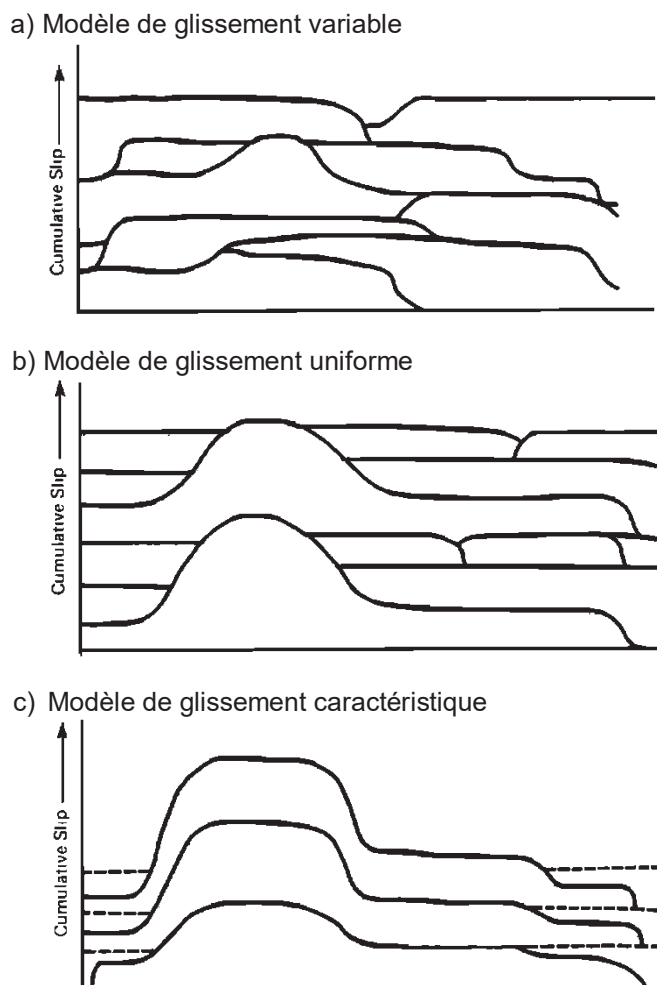 a) Modèle de glissement variable
Cumulative Slip
b) Modèle de glissement uniforme
Cumulative Slip
c) Modèle de glissement caractéristique
Cumulative Slip